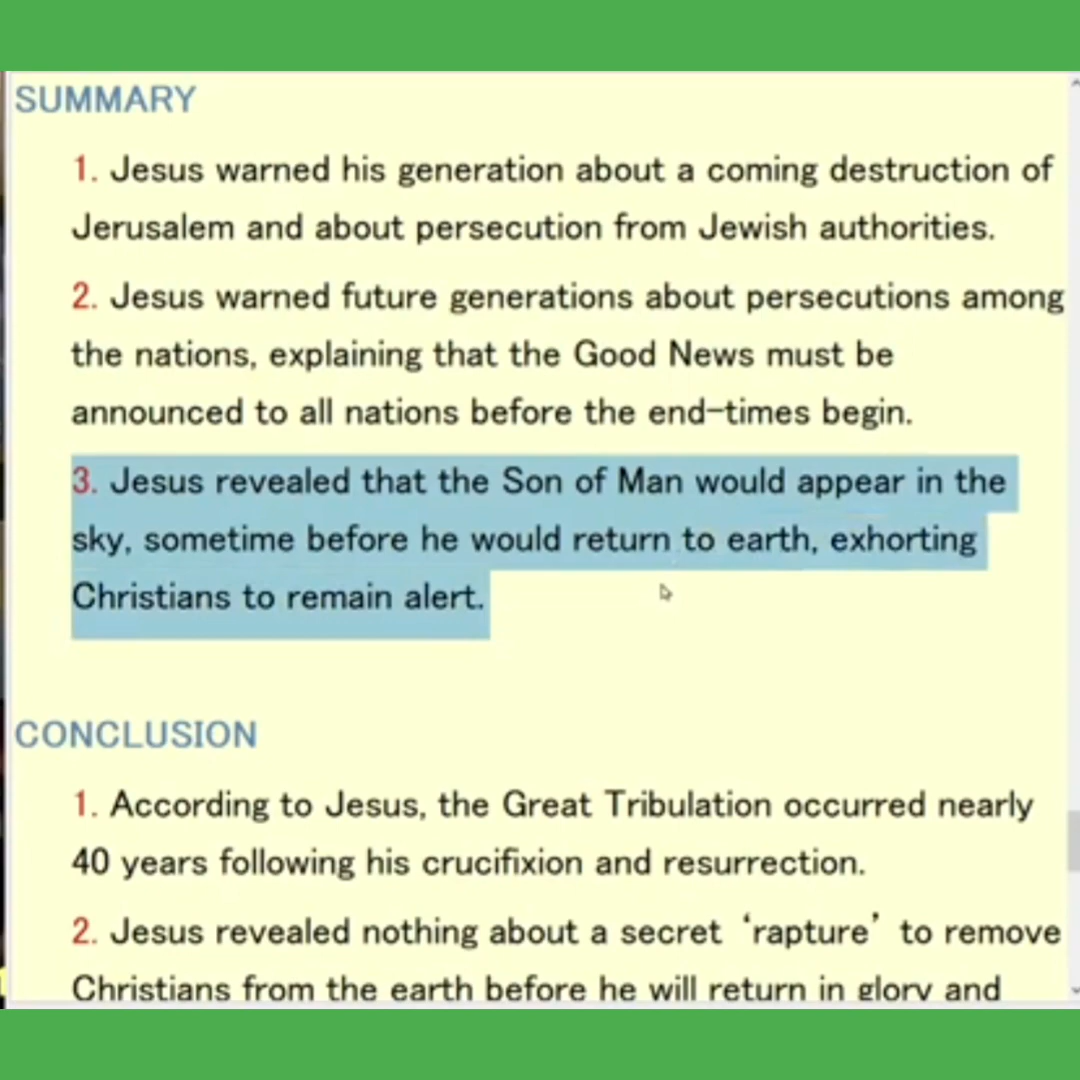 SUMMARY
1. Jesus warned his generation about a coming destruction of
Jerusalem and about persecution from Jewish authorities.
2. Jesus warned future generations about persecutions among
the nations, explaining that the Good News must be
announced to all nations before the end-times begin.
3. Jesus revealed that the Son of Man would appear in the
sky, sometime before he would return to earth, exhorting
Christians to remain alert.
CONCLUSION
1. According to Jesus, the Great Tribulation occurred nearly
40 years following his crucifixion and resurrection.
2. Jesus revealed nothing about a secret ‘rapture’ to remove
Christians from the earth before he will return in glory and